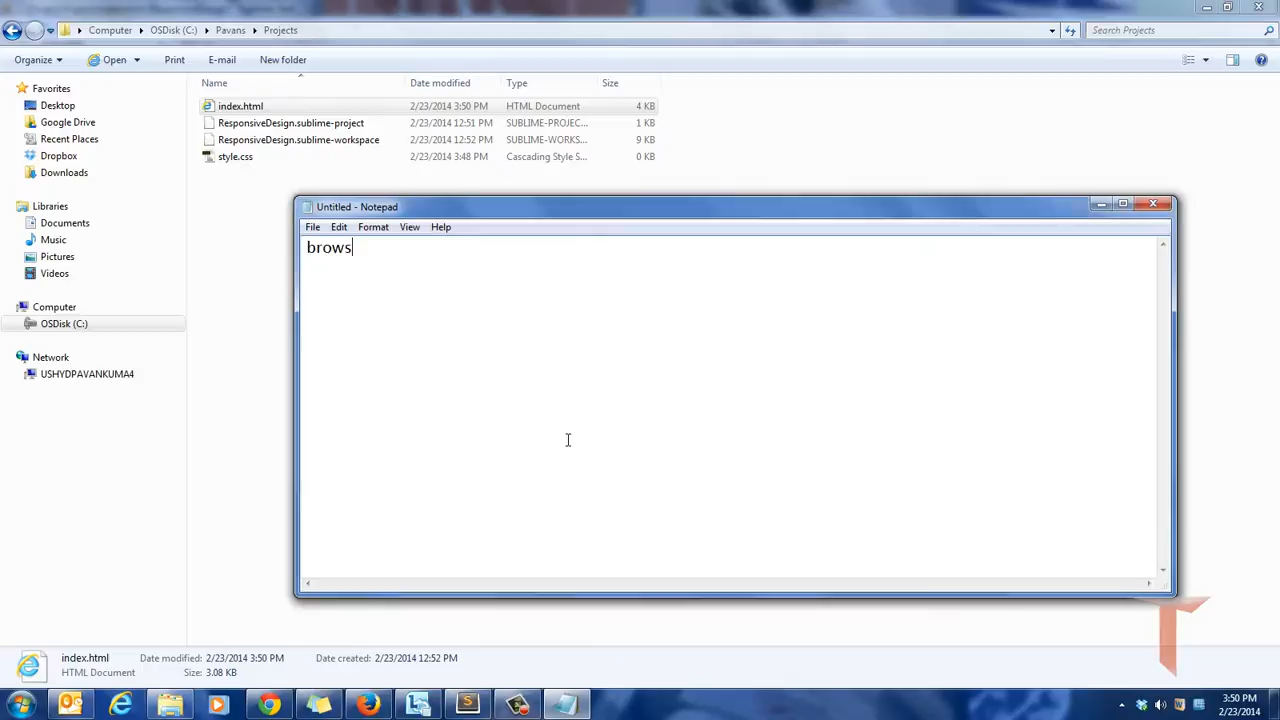 Computer
OSDisk (C:)
Pavans
Projects
Search Projects
Organize
Open
Print
E-mail
New folder
Favorites
Desktop
Google Drive
Recent Places
Dropbox
Downloads
Libraries
Documents
Music
Pictures
Videos
Computer
OSDisk (C:)
Network
USHYDPAVANKUMA4
Name Date modified Type Size
index.html 2/23/2014 3:50 PM HTML Document 4 KB
ResponsiveDesign.sublime-project 2/23/2014 12:51 PM SUBLIME-PROJEC... 1 KB
ResponsiveDesign.sublime-workspace 2/23/2014 12:52 PM SUBLIME-WORKS... 9 KB
style.css 2/23/2014 3:48 PM Cascading Style S... 0 KB
Untitled - Notepad
File Edit Format View Help
brows
index.html Date modified: 2/23/2014 3:50 PM Date created: 2/23/2014 12:52 PM
HTML Document Size: 3.08 KB
3:50 PM
2/23/2014